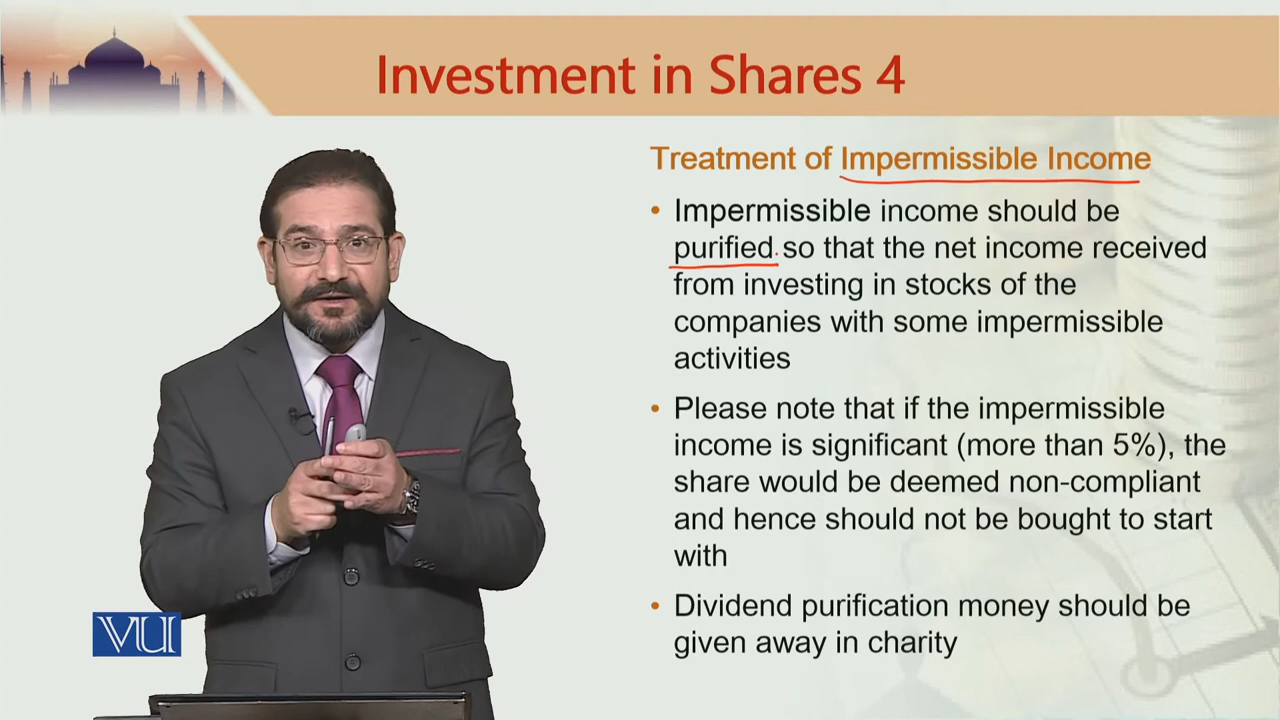 Investment in Shares 4
Treatment of Impermissible Income
• Impermissible income should be
purified so that the net income received
from investing in stocks of the
companies with some impermissible
activities
• Please note that if the impermissible
income is significant (more than 5%), the
share would be deemed non-compliant
and hence should not be bought to start
with
• Dividend purification money should be
given away in charity
VU